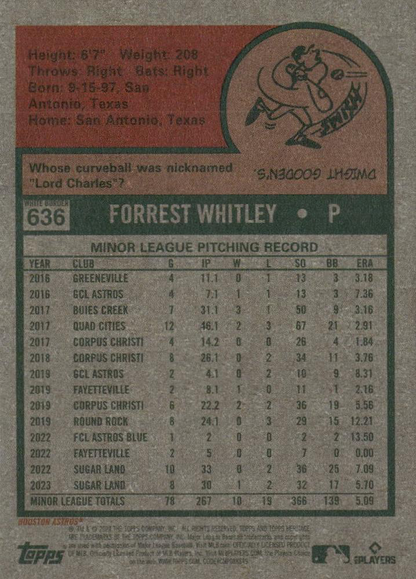 Height: 6'7" Weight: 208
Throws: Right Bats: Right
Born: 9-15-97, San
Antonio, Texas
Home: San Antonio, Texas
Whose curveball was nicknamed
"Lord Charles"?
DWIGHT GOODEN'S.
WHITE BORDER
636
FORREST WHITLEY • P
MINOR LEAGUE PITCHING RECORD
YEAR CLUB G IP W L SO BB ERA
2016 GREENEVILLE 4 11.1 0 1 13 3 3.18
2016 GCL ASTROS 4 7.1 1 1 13 3 7.36
2017 BUIES CREEK 7 31.1 3 1 50 9 3.16
2017 QUAD CITIES 12 46.1 2 3 67 21 2.91
2017 CORPUS CHRISTI 4 14.2 0 0 26 4 1.84
2018 CORPUS CHRISTI 8 26.1 0 2 34 11 3.76
2019 GCL ASTROS 2 4.1 0 2 10 9 8.31
2019 FAYETTEVILLE 2 8.1 1 0 11 1 2.16
2019 CORPUS CHRISTI 6 22.2 2 2 36 19 5.56
2019 ROUND ROCK 8 24.1 0 3 29 15 12.21
2022 FCL ASTROS BLUE 1 2 0 0 2 2 13.50
2022 FAYETTEVILLE 2 5 0 0 7 0 0.00
2022 SUGAR LAND 10 33 0 2 36 25 7.09
2023 SUGAR LAND 8 30 1 2 32 17 5.70
MINOR LEAGUE TOTALS 78 267 10 19 366 139 5.09
HOUSTON ASTROS®
topps
PLAYERS